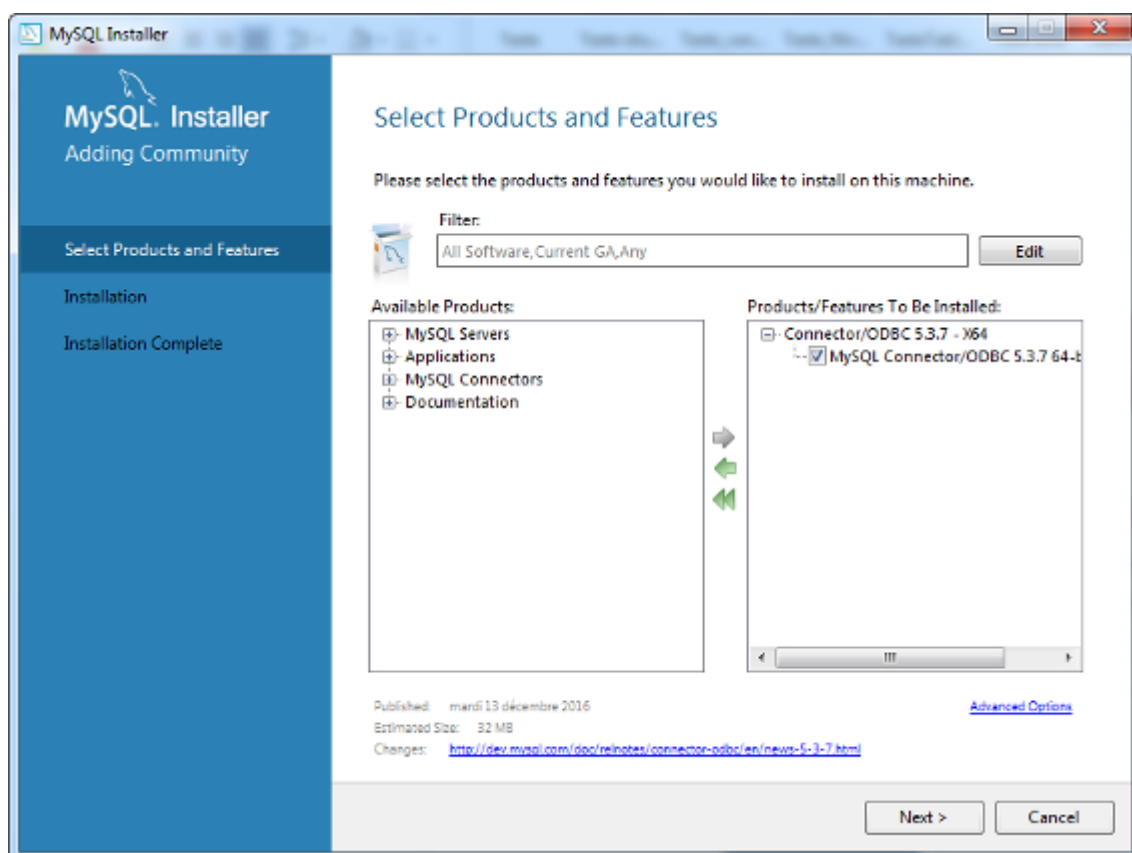 MySQL Installer
MySQL. Installer
Adding Community
Select Products and Features
Installation
Installation Complete
Select Products and Features
Please select the products and features you would like to install on this machine.
Filter:
All Software,Current GA,Any
Edit
Available Products:
MySQL Servers
Applications
MySQL Connectors
Documentation
Products/Features To Be Installed:
Connector/ODBC 5.3.7 - X64
MySQL Connector/ODBC 5.3.7 64-b
Published: mardi 13 décembre 2016
Advanced Options
Estimated Size: 32 MB
Changes: http://dev.mysql.com/doc/relnotes/connector-odbc/en/news-5-3-7.html
Next >
Cancel